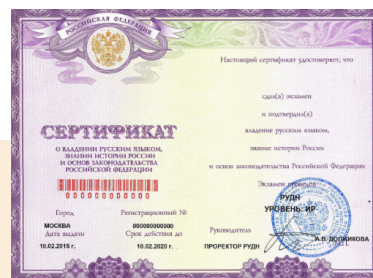 РОССИЙСКАЯ ФЕДЕРАЦИЯ
СЕРТИФИКАТ
О ВЛАДЕНИИ РУССКИМ ЯЗЫКОМ,
ЗНАНИИ ИСТОРИИ РОССИИ
И ОСНОВ ЗАКОНОДАТЕЛЬСТВА
РОССИЙСКОЙ ФЕДЕРАЦИИ
000000000000
Город Регистрационный №
МОСКВА 000000000000
Дата выдачи Срок действия до
10.02.2015 г. 10.02.2020 г.
Настоящий сертификат удостоверяет, что
сдал(а) экзамен
и подтвердил(а)
владение русским языком,
знание истории России
и основ законодательства Российской Федерации
Экзамен проведен
РУДН
УРОВЕНЬ: ИР
Руководитель
ПРОРЕКТОР РУДН А.В. ДОЛЖИКОВА